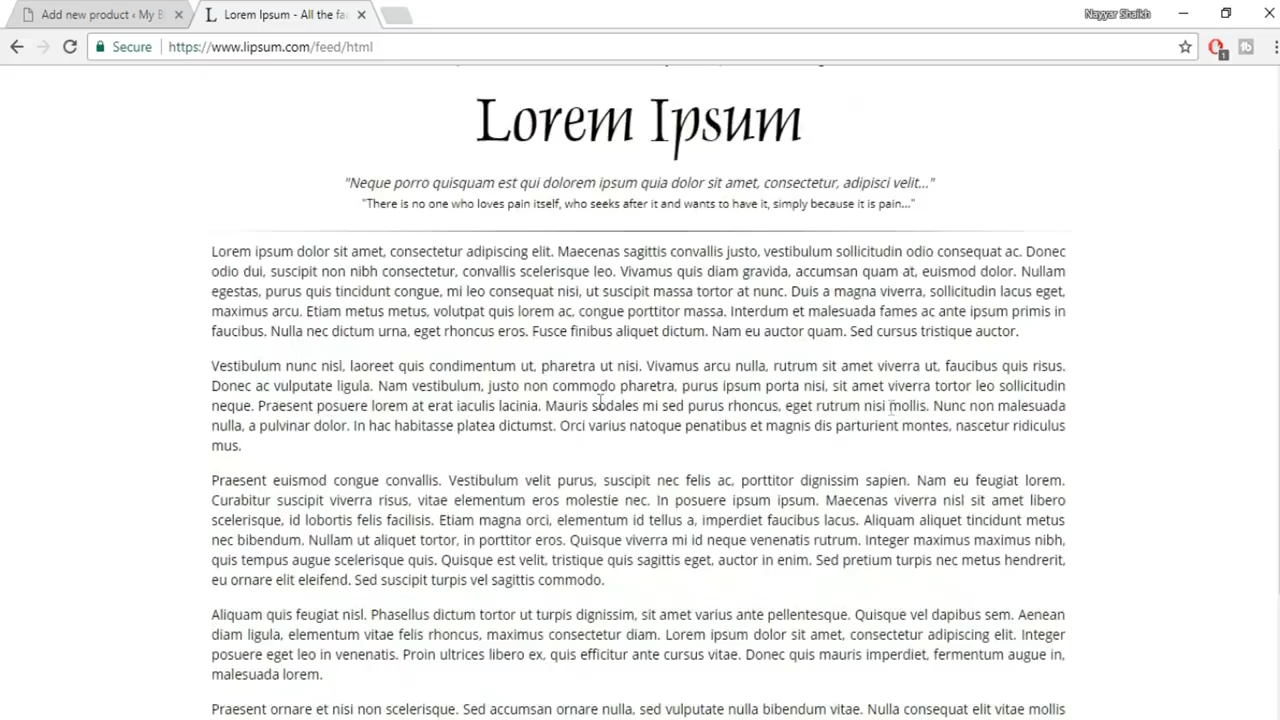 Add new product ‹ My B
Lorem Ipsum - All the fa
Nayyar Shaikh
Secure
https://www.lipsum.com/feed/html
1
Lorem Ipsum
"Neque porro quisquam est qui dolorem ipsum quia dolor sit amet, consectetur, adipisci velit..."
"There is no one who loves pain itself, who seeks after it and wants to have it, simply because it is pain..."
Lorem ipsum dolor sit amet, consectetur adipiscing elit. Maecenas sagittis convallis justo, vestibulum sollicitudin odio consequat ac. Donec
odio dui, suscipit non nibh consectetur, convallis scelerisque leo. Vivamus quis diam gravida, accumsan quam at, euismod dolor. Nullam
egestas, purus quis tincidunt congue, mi leo consequat nisi, ut suscipit massa tortor at nunc. Duis a magna viverra, sollicitudin lacus eget,
maximus arcu. Etiam metus metus, volutpat quis lorem ac, congue porttitor massa. Interdum et malesuada fames ac ante ipsum primis in
faucibus. Nulla nec dictum urna, eget rhoncus eros. Fusce finibus aliquet dictum. Nam eu auctor quam. Sed cursus tristique auctor.
Vestibulum nunc nisl, laoreet quis condimentum ut, pharetra ut nisi. Vivamus arcu nulla, rutrum sit amet viverra ut, faucibus quis risus.
Donec ac vulputate ligula. Nam vestibulum, justo non commodo pharetra, purus ipsum porta nisi, sit amet viverra tortor leo sollicitudin
neque. Praesent posuere lorem at erat iaculis lacinia. Mauris sodales mi sed purus rhoncus, eget rutrum nisi mollis. Nunc non malesuada
nulla, a pulvinar dolor. In hac habitasse platea dictumst. Orci varius natoque penatibus et magnis dis parturient montes, nascetur ridiculus
mus.
Praesent euismod congue convallis. Vestibulum velit purus, suscipit nec felis ac, porttitor dignissim sapien. Nam eu feugiat lorem.
Curabitur suscipit viverra risus, vitae elementum eros molestie nec. In posuere ipsum ipsum. Maecenas viverra nisl sit amet libero
scelerisque, id lobortis felis facilisis. Etiam magna orci, elementum id tellus a, imperdiet faucibus lacus. Aliquam aliquet tincidunt metus
nec bibendum. Nullam ut aliquet tortor, in porttitor eros. Quisque viverra mi id neque venenatis rutrum. Integer maximus maximus nibh,
quis tempus augue scelerisque quis. Quisque est velit, tristique quis sagittis eget, auctor in enim. Sed pretium turpis nec metus hendrerit,
eu ornare elit eleifend. Sed suscipit turpis vel sagittis commodo.
Aliquam quis feugiat nisl. Phasellus dictum tortor ut turpis dignissim, sit amet varius ante pellentesque. Quisque vel dapibus sem. Aenean
diam ligula, elementum vitae felis rhoncus, maximus consectetur diam. Lorem ipsum dolor sit amet, consectetur adipiscing elit. Integer
posuere eget leo in venenatis. Proin ultrices libero ex, quis efficitur ante cursus vitae. Donec quis mauris imperdiet, fermentum augue in,
malesuada lorem.
Praesent ornare et nisi non scelerisque. Sed accumsan ornare nulla, sed vulputate nulla bibendum vitae. Nulla consequat elit vitae mollis